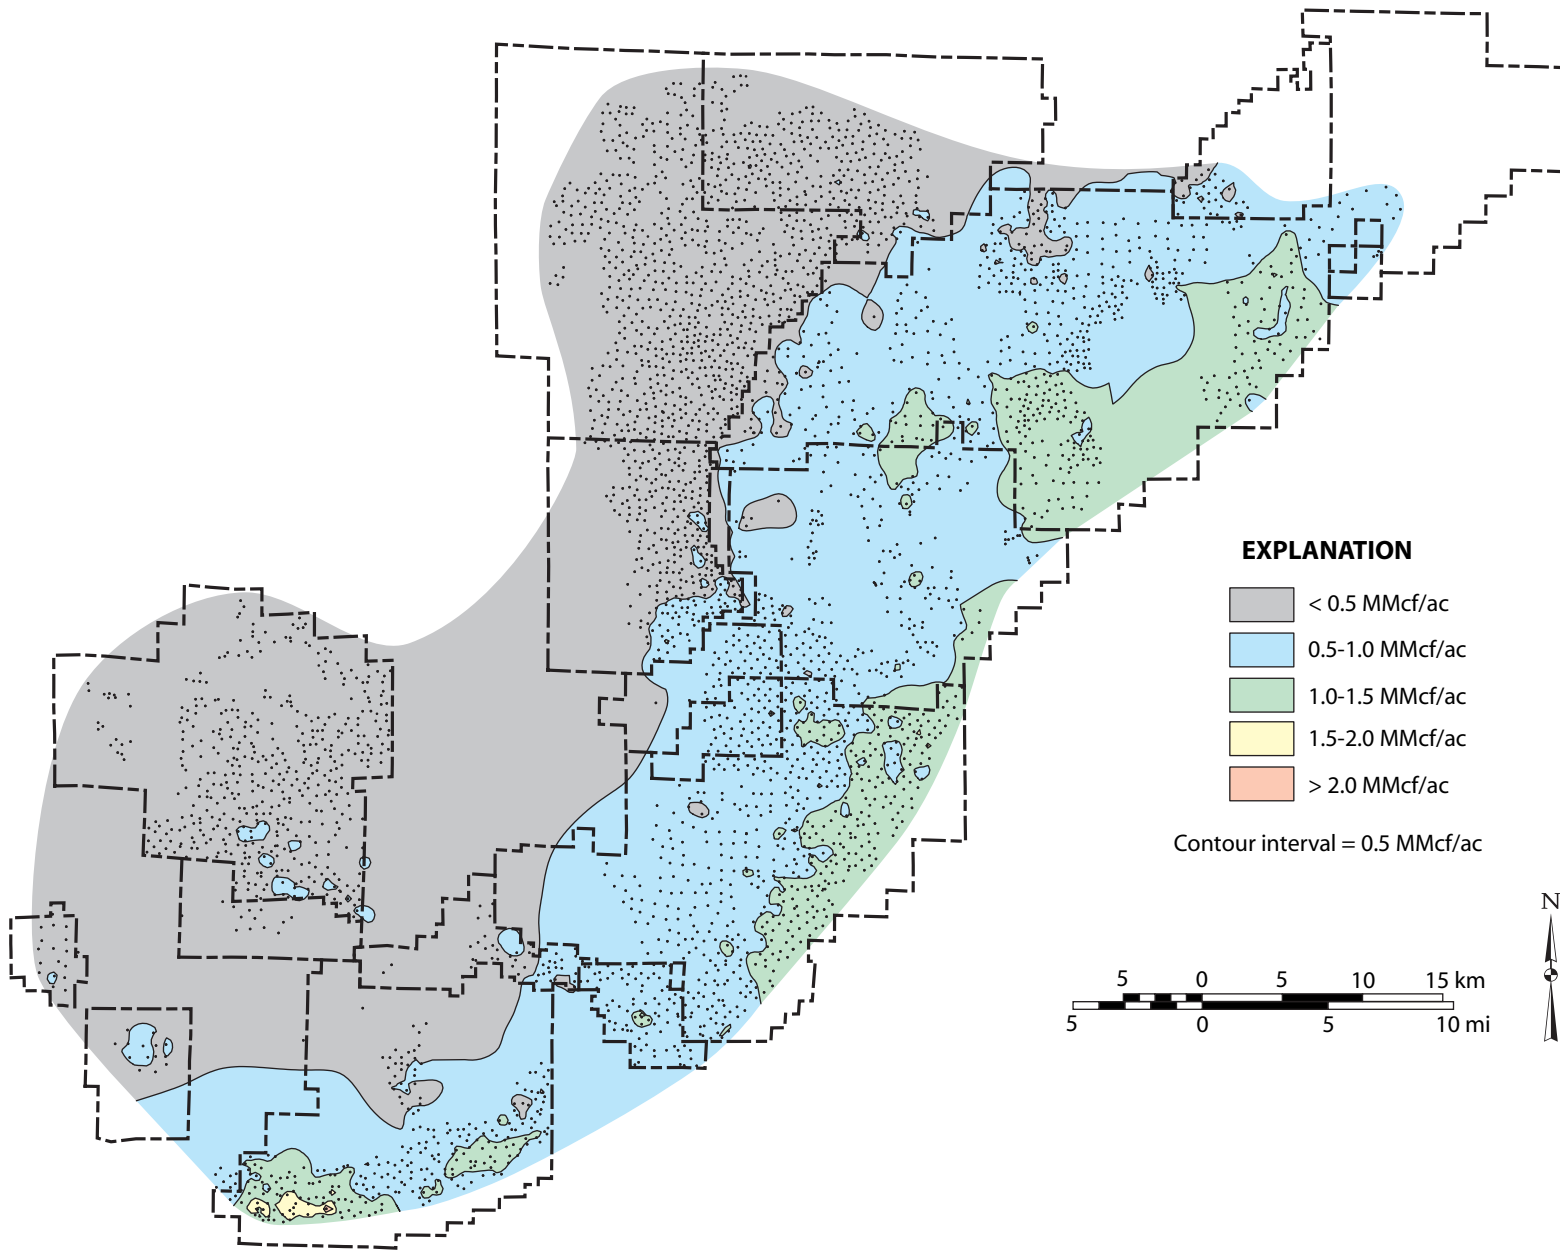 EXPLANATION
< 0.5 MMcf/ac
0.5-1.0 MMcf/ac
1.0-1.5 MMcf/ac
1.5-2.0 MMcf/ac
> 2.0 MMcf/ac
Contour interval = 0.5 MMcf/ac
N
5 0 5 10 15 km
5 0 5 10 mi